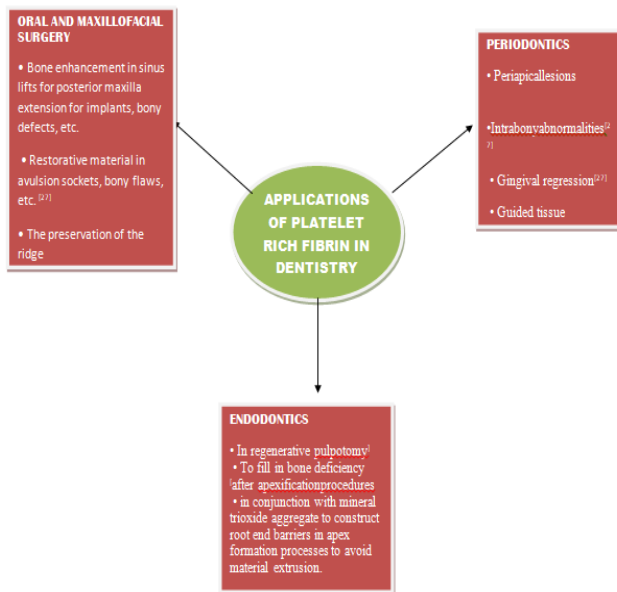 ORAL AND MAXILLOFACIAL
SURGERY
• Bone enhancement in sinus
lifts for posterior maxilla
extension for implants, bony
defects, etc.
• Restorative material in
avulsion sockets, bony flaws,
etc. [27]
• The preservation of the
ridge
PERIODONTICS
• Periapicallesions
•Intrabonyabnormalities[2
7]
• Gingival regression[27]
• Guided tissue
APPLICATIONS
OF PLATELET
RICH FIBRIN IN
DENTISTRY
ENDODONTICS
• In regenerative pulpotomy[
• To fill in bone deficiency
[after apexificationprocedures
• in conjunction with mineral
trioxide aggregate to construct
root end barriers in apex
formation processes to avoid
material extrusion.